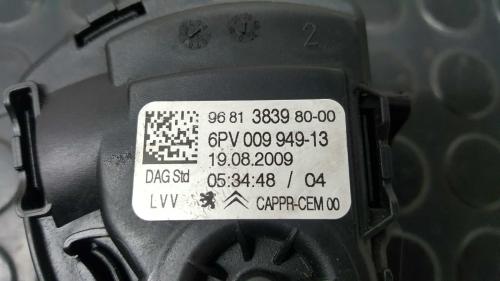 2
96 81 3839 80-00
6PV 009 949-13
19.08.2009
DAG Std 05:34:48 / 04
LVV CAPPR-CEM 00